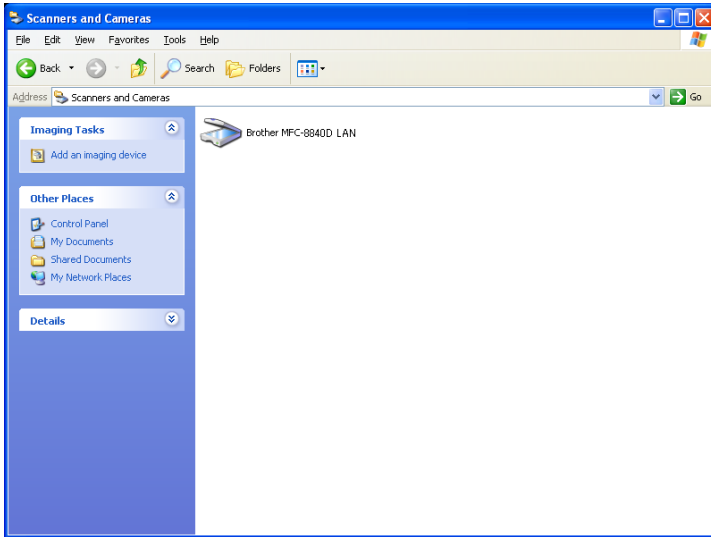 Scanners and Cameras
File Edit View Favorites Tools Help
Back Search Folders
Address Scanners and Cameras Go
Imaging Tasks
Add an imaging device
Other Places
Control Panel
My Documents
Shared Documents
My Network Places
Details
Brother MFC-8840D LAN